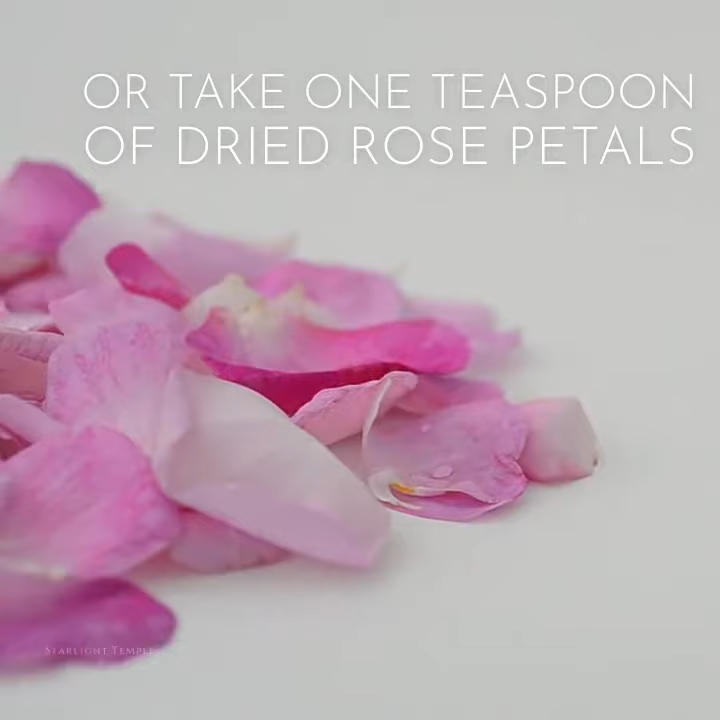 OR TAKE ONE TEASPOON
OF DRIED ROSE PETALS
Starlight Temple